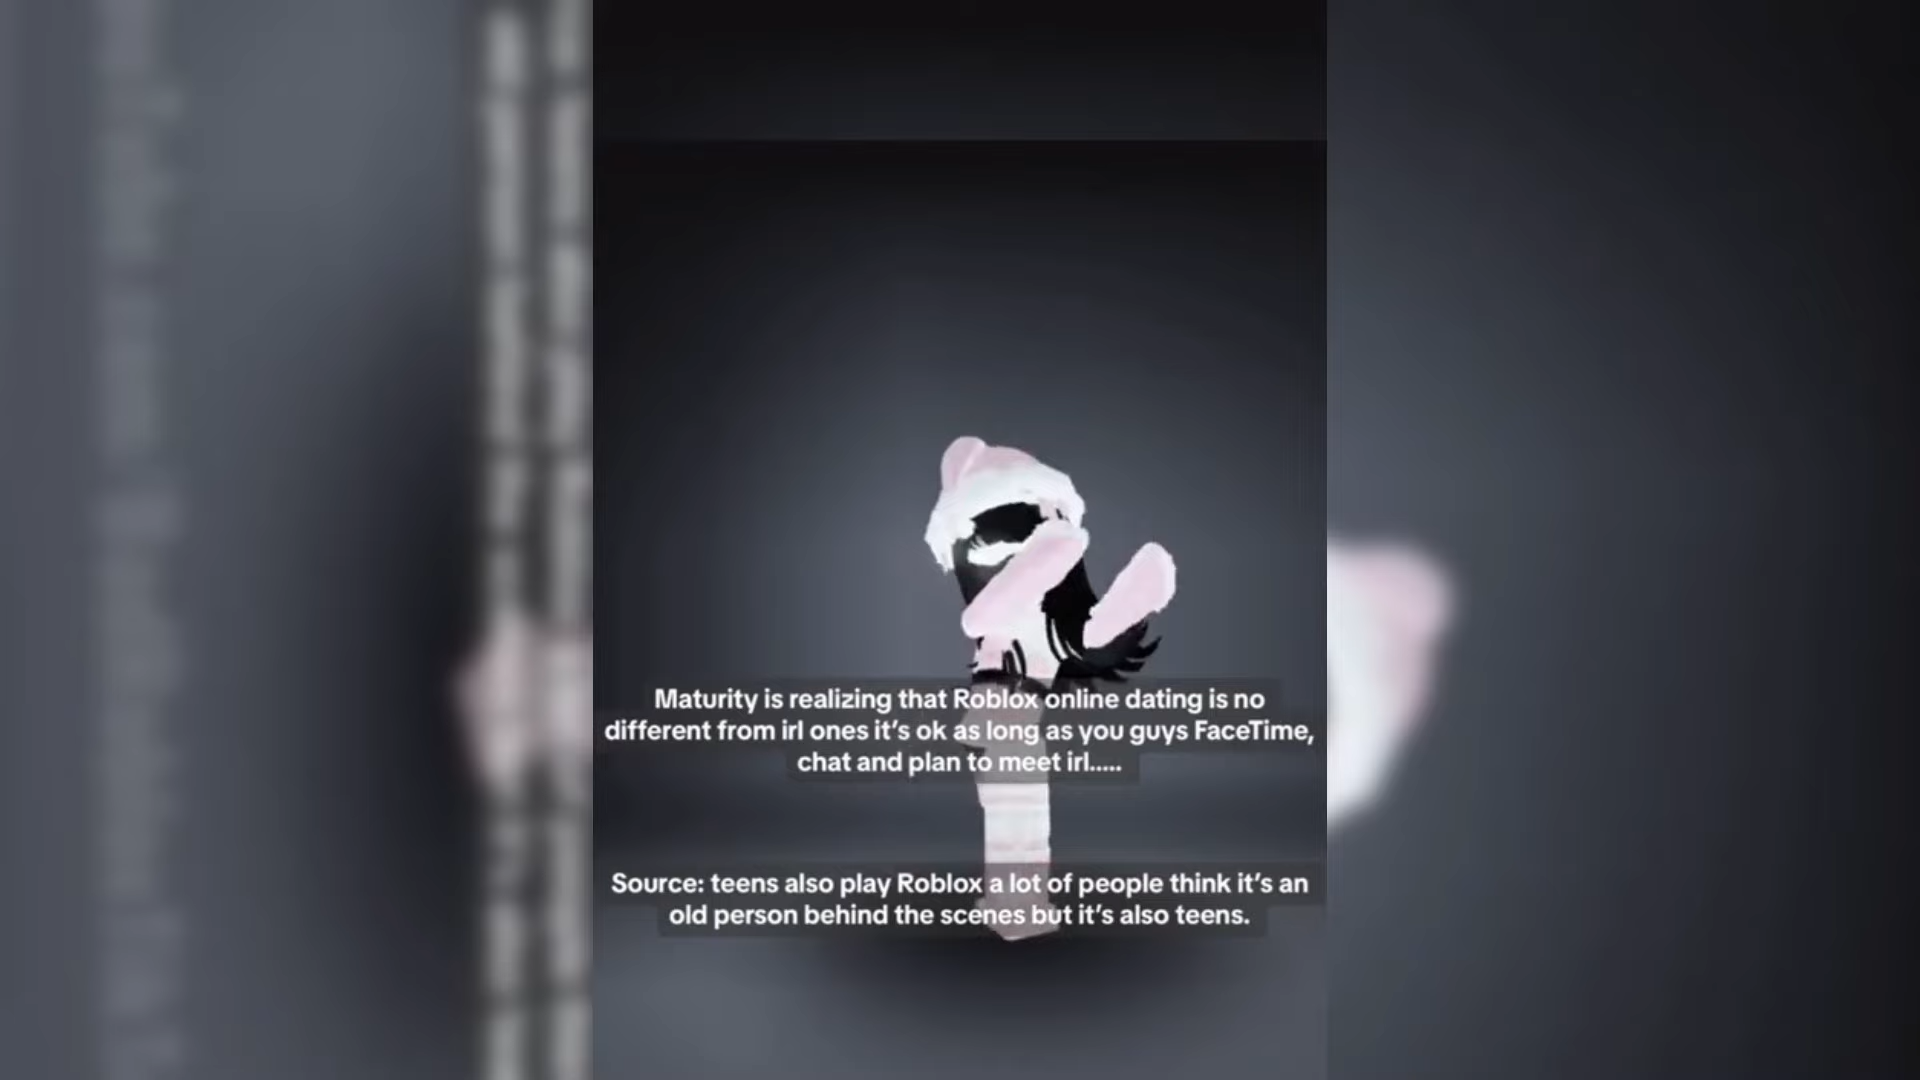 Maturity is realizing that Roblox online dating is no
different from irl ones it's ok as long as you guys FaceTime,
chat and plan to meet irl.....
Source: teens also play Roblox a lot of people think it's an
old person behind the scenes but it's also teens.